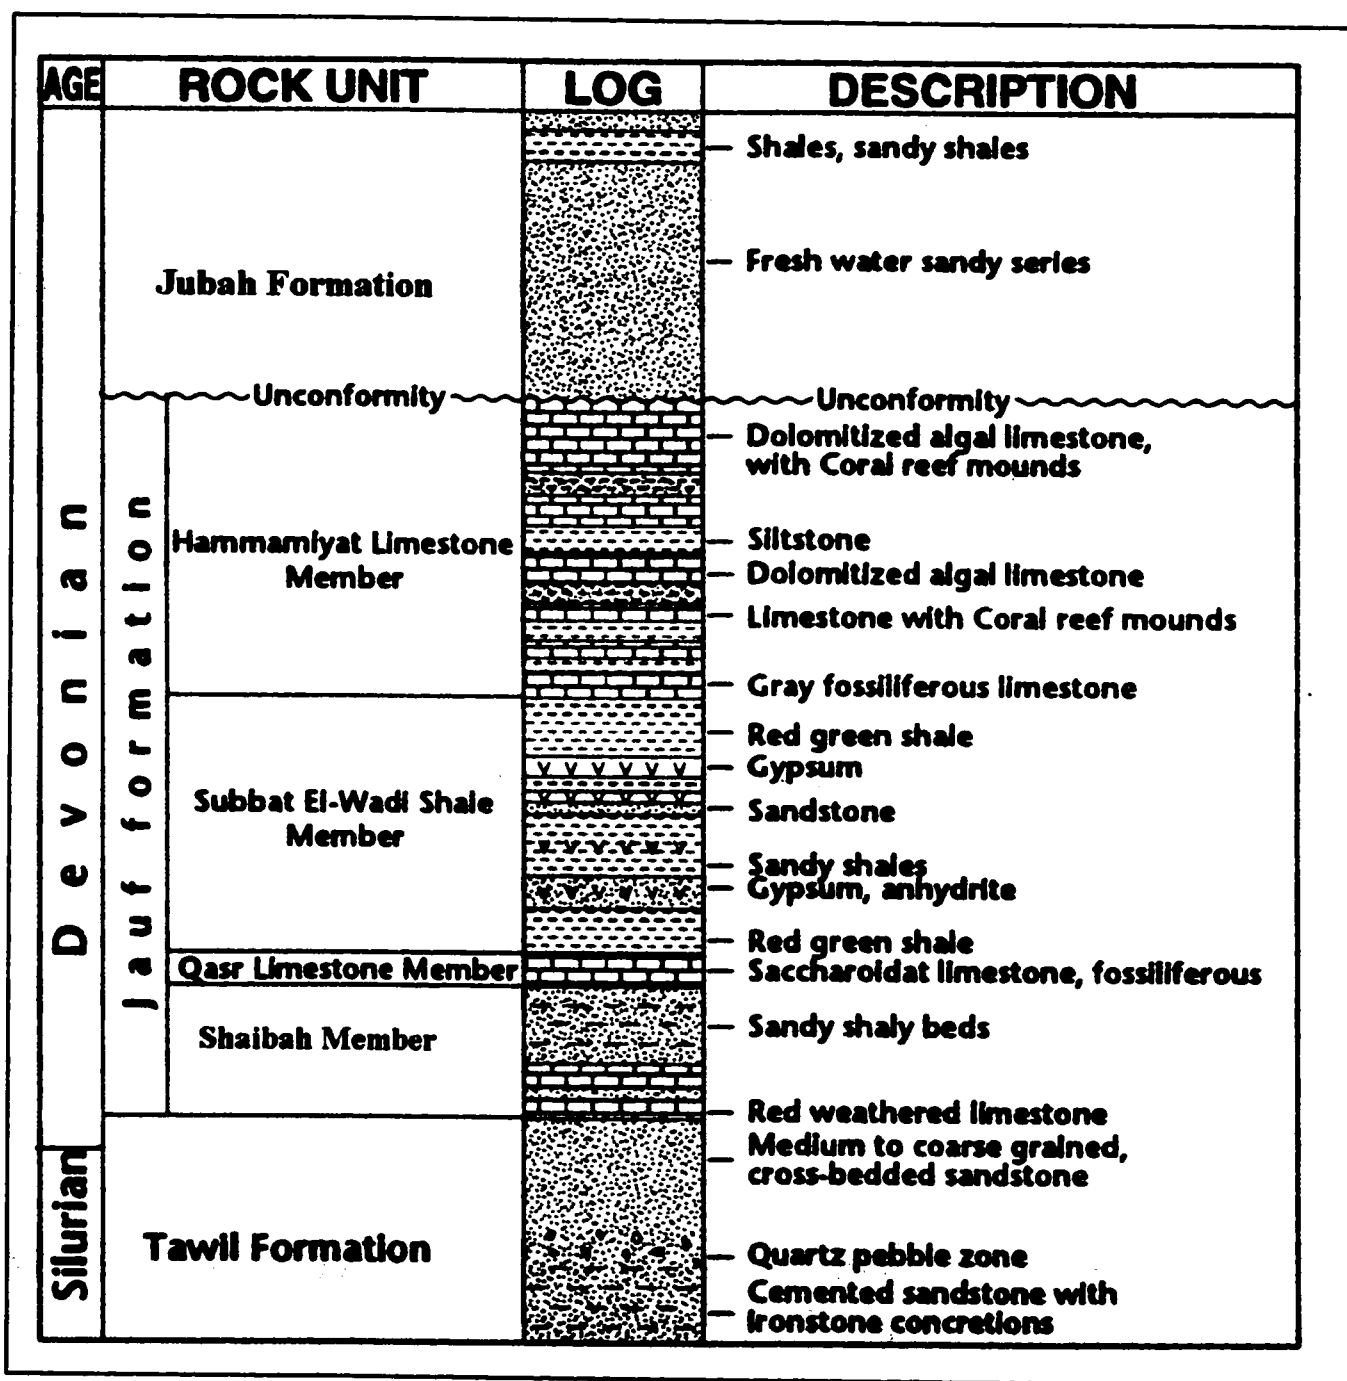 AGE ROCK UNIT LOG DESCRIPTION
Shales, sandy shales
Fresh water sandy series
Jubah Formation
Unconformity Unconformity
Dolomitized algal limestone,
with Coral reef mounds
Hammamiyat Limestone
Member
Siltstone
Dolomitized algal limestone
Limestone with Coral reef mounds
Gray fossiliferous limestone
Red green shale
Gypsum
Subbat El-Wadi Shale
Member
Sandstone
Sandy shales
Gypsum, anhydrite
Red green shale
Qasr Limestone Member
Saccharoidat limestone, fossiliferous
Shaibah Member
Sandy shaly beds
Red weathered limestone
Medium to coarse grained,
cross-bedded sandstone
Tawil Formation
Quartz pebble zone
Cemented sandstone with
ironstone concretions
Devonian
Jauf formation
Silurian